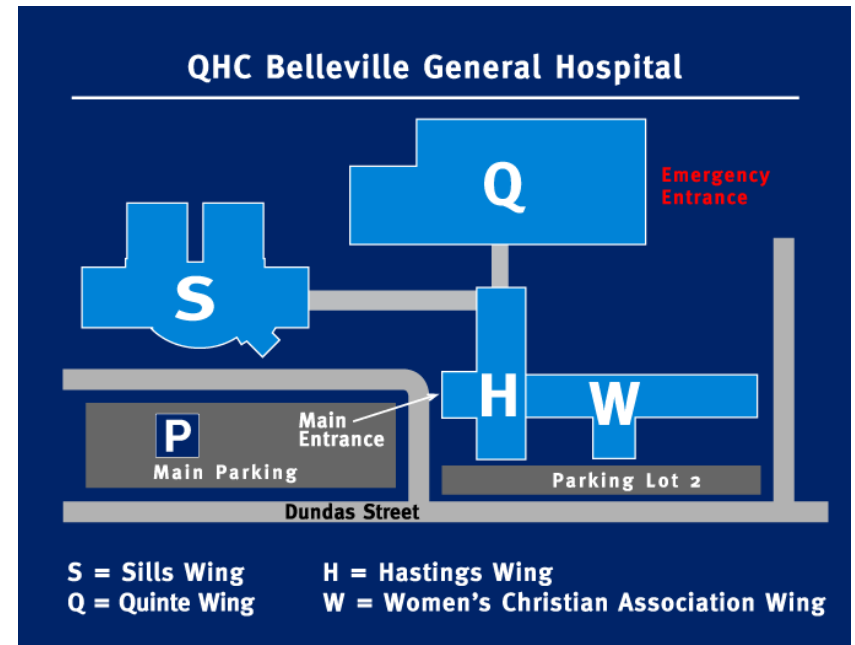 QHC Belleville General Hospital
Q
Emergency
Entrance
S
H
W
Main
Entrance
P
Main Parking
Parking Lot 2
Dundas Street
S = Sills Wing
H = Hastings Wing
Q = Quinte Wing
W = Women's Christian Association Wing